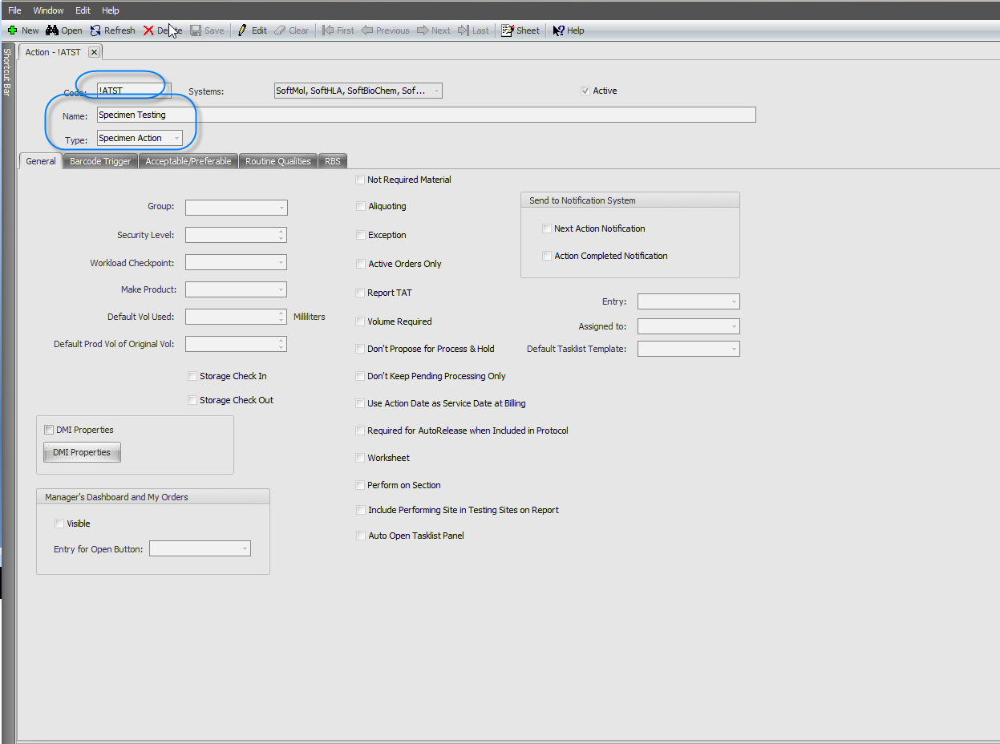 File Window Edit Help
New Open Refresh Delete Save Edit Clear First Previous Next Last Sheet Help
Shortcut Bar
Action - !ATST
Code: !ATST Systems: SoftMol, SoftHLA, SoftBioChem, Sof... Active
Name: Specimen Testing
Type: Specimen Action
General Barcode Trigger Acceptable/Preferable Routine Qualities RBS
Not Required Material
Send to Notification System
Group: Aliquoting
Next Action Notification
Security Level: Exception
Action Completed Notification
Workload Checkpoint: Active Orders Only
Make Product: Report TAT
Entry:
Default Vol Used: Milliliters Volume Required
Assigned to:
Default Prod Vol of Original Vol: Don't Propose for Process & Hold Default Tasklist Template:
Storage Check In Don't Keep Pending Processing Only
Storage Check Out Use Action Date as Service Date at Billing
DMI Properties Required for AutoRelease when Included in Protocol
DMI Properties Worksheet
Perform on Section
Manager's Dashboard and My Orders
Include Performing Site in Testing Sites on Report
Visible
Auto Open Tasklist Panel
Entry for Open Button: